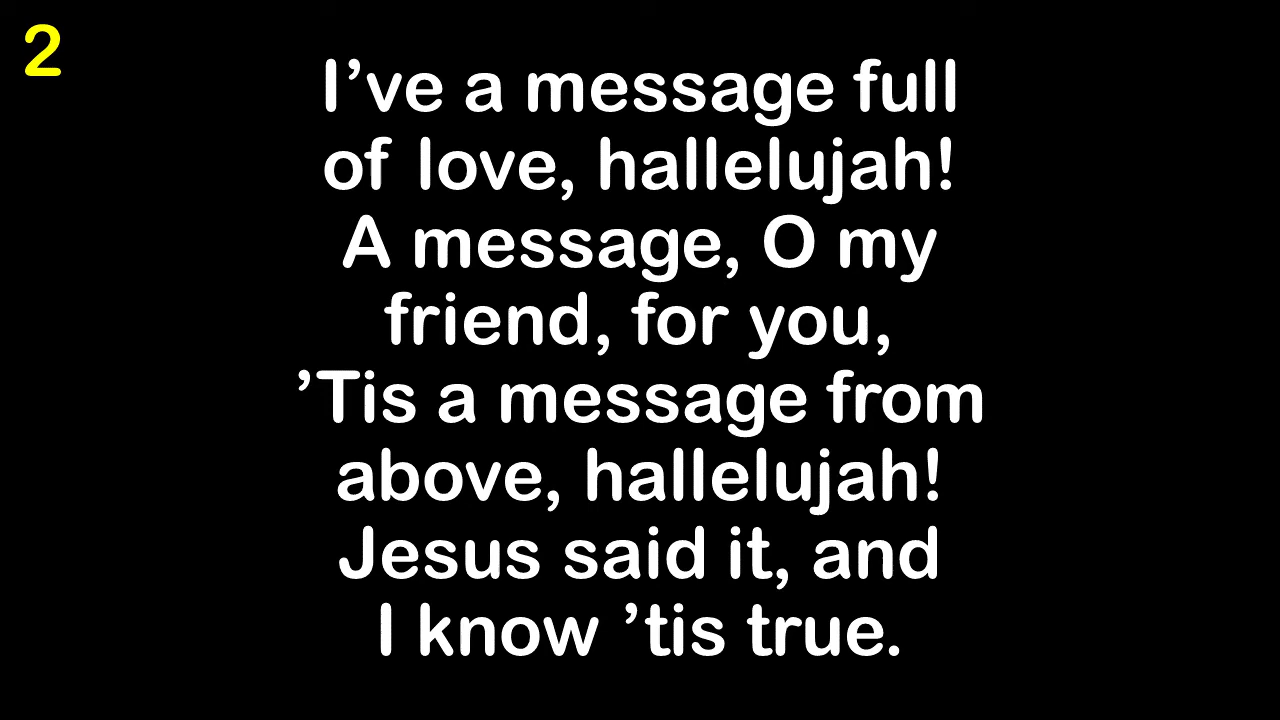 2
I’ve a message full
of love, hallelujah!
A message, O my
friend, for you,
’Tis a message from
above, hallelujah!
Jesus said it, and
I know ’tis true.